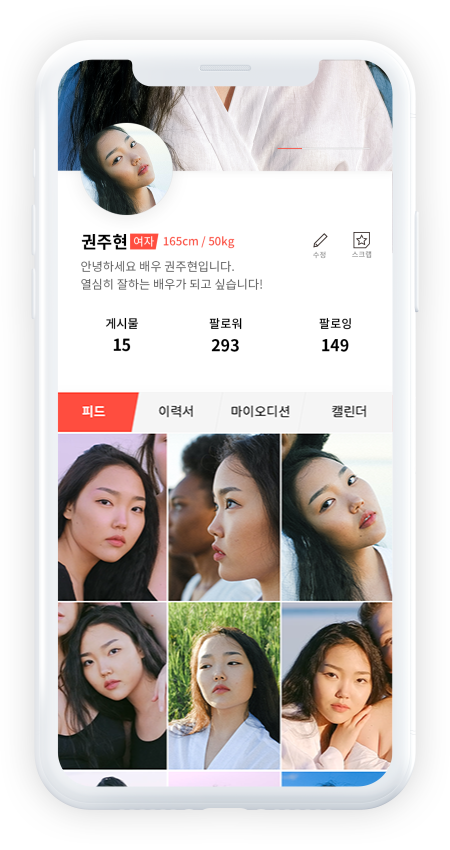 권주현 여자 165cm / 50kg
수정 스크랩
안녕하세요 배우 권주현입니다.
열심히 잘하는 배우가 되고 싶습니다!
게시물 팔로워 팔로잉
15 293 149
피드 이력서 마이오디션 캘린더